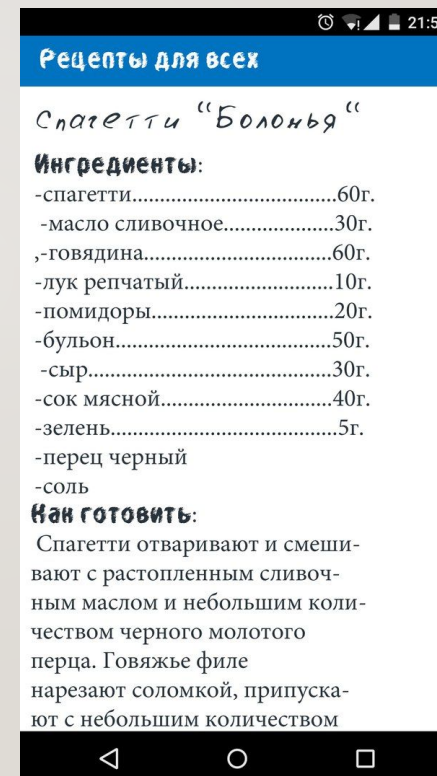 21:5
Рецепты для всех
Спагетти "Болонья"
Ингредиенты:
-спагетти.................................60г.
-масло сливочное..................30г.
,-говядина...............................60г.
-лук репчатый........................10г.
-помидоры.............................20г.
-бульон...................................50г.
-сыр.......................................30г.
-сок мясной............................40г.
-зелень....................................5г.
-перец черный
-соль
Как готовить:
Спагетти отваривают и смеши-
вают с растопленным сливоч-
ным маслом и небольшим коли-
чеством черного молотого
перца. Говяжье филе
нарезают соломкой, припуска-
ют с небольшим количеством